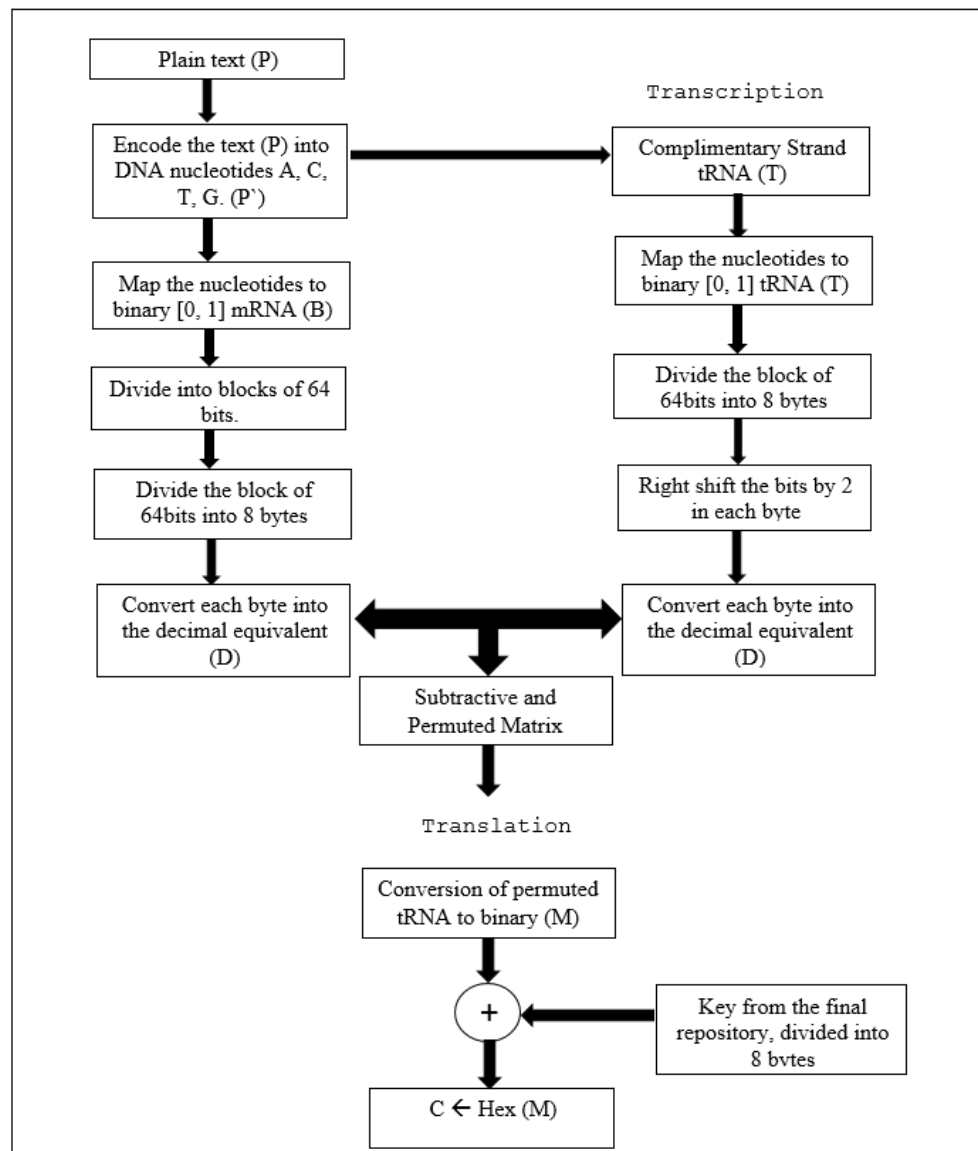 Plain text (P)
Transcription
Encode the text (P) into
DNA nucleotides A, C,
T, G. (P`)
Complimentary Strand
tRNA (T)
Map the nucleotides to
binary [0, 1] mRNA (B)
Map the nucleotides to
binary [0, 1] tRNA (T)
Divide into blocks of 64
bits.
Divide the block of
64bits into 8 bytes
Divide the block of
64bits into 8 bytes
Right shift the bits by 2
in each byte
Convert each byte into
the decimal equivalent
(D)
Convert each byte into
the decimal equivalent
(D)
Subtractive and
Permuted Matrix
Translation
Conversion of permuted
tRNA to binary (M)
+
Key from the final
repository, divided into
8 bytes
C ← Hex (M)